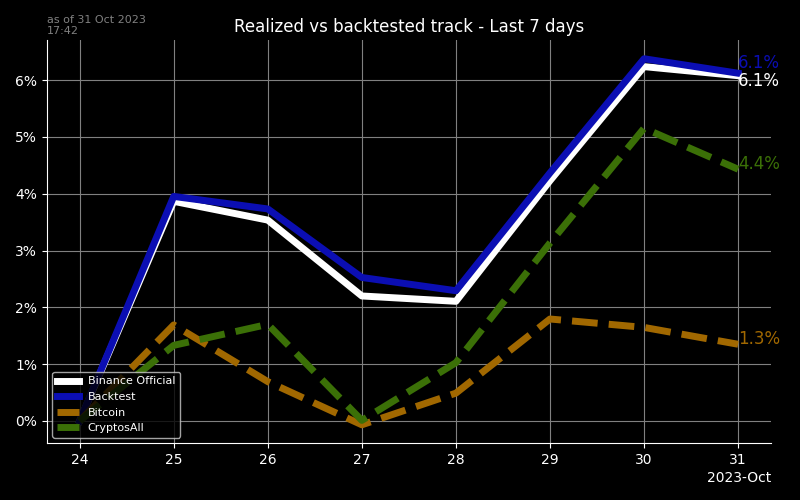 as of 31 Oct 2023
17:42
Realized vs backtested track - Last 7 days
6%
5%
4%
3%
2%
1%
0%
6.1%
6.1%
4.4%
1.3%
Binance Official
Backtest
Bitcoin
CryptosAll
24 25 26 27 28 29 30 31
2023-Oct